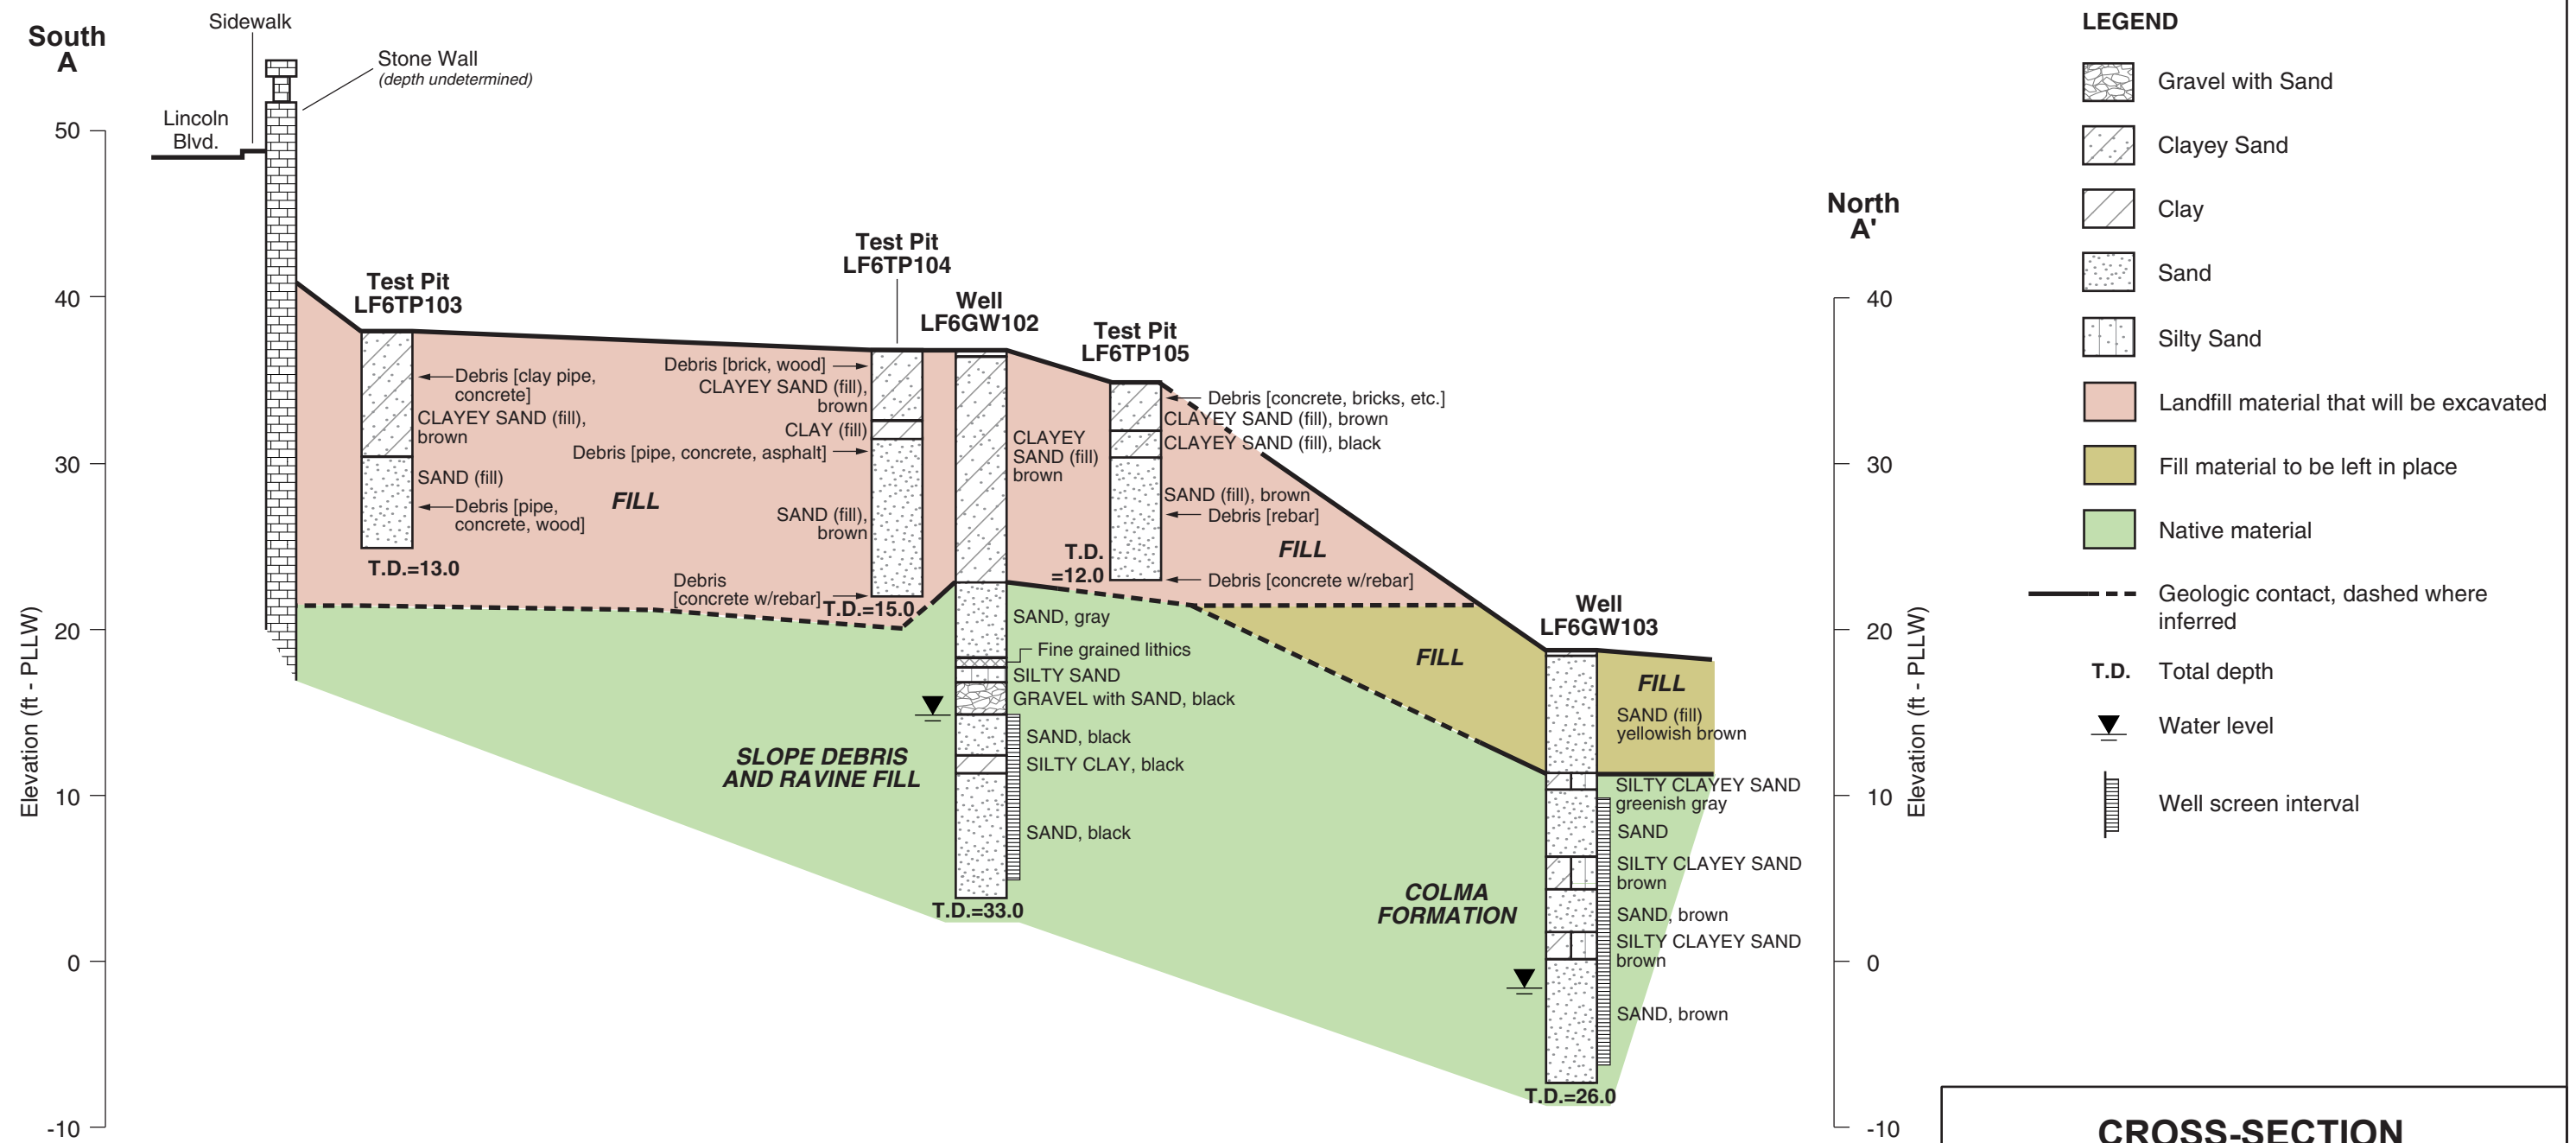 Sidewalk
South
A
Stone Wall
(depth undetermined)
Lincoln
Blvd.
50
40
30
20
10
0
-10
Elevation (ft - PLLW)
Test Pit
LF6TP103
Debris [clay pipe,
concrete]
CLAYEY SAND (fill),
brown
SAND (fill)
Debris [pipe,
concrete, wood]
T.D.=13.0
FILL
Test Pit
LF6TP104
Debris [brick, wood]
CLAYEY SAND (fill),
brown
CLAY (fill)
Debris [pipe, concrete, asphalt]
SAND (fill),
brown
Debris
[concrete w/rebar]
T.D.=15.0
Well
LF6GW102
CLAYEY
SAND (fill)
brown
SAND, gray
Fine grained lithics
SILTY SAND
GRAVEL with SAND, black
SAND, black
SILTY CLAY, black
SAND, black
T.D.=33.0
SLOPE DEBRIS
AND RAVINE FILL
Test Pit
LF6TP105
Debris [concrete, bricks, etc.]
CLAYEY SAND (fill), brown
CLAYEY SAND (fill), black
SAND (fill), brown
Debris [rebar]
FILL
T.D.
=12.0
Debris [concrete w/rebar]
FILL
COLMA
FORMATION
Well
LF6GW103
FILL
SAND (fill)
yellowish brown
SILTY CLAYEY SAND
greenish gray
SAND
SILTY CLAYEY SAND
brown
SAND, brown
SILTY CLAYEY SAND
brown
SAND, brown
T.D.=26.0
North
A'
40
30
20
10
0
-10
Elevation (ft - PLLW)
LEGEND
Gravel with Sand
Clayey Sand
Clay
Sand
Silty Sand
Landfill material that will be excavated
Fill material to be left in place
Native material
Geologic contact, dashed where
inferred
T.D. Total depth
Water level
Well screen interval
CROSS-SECTION